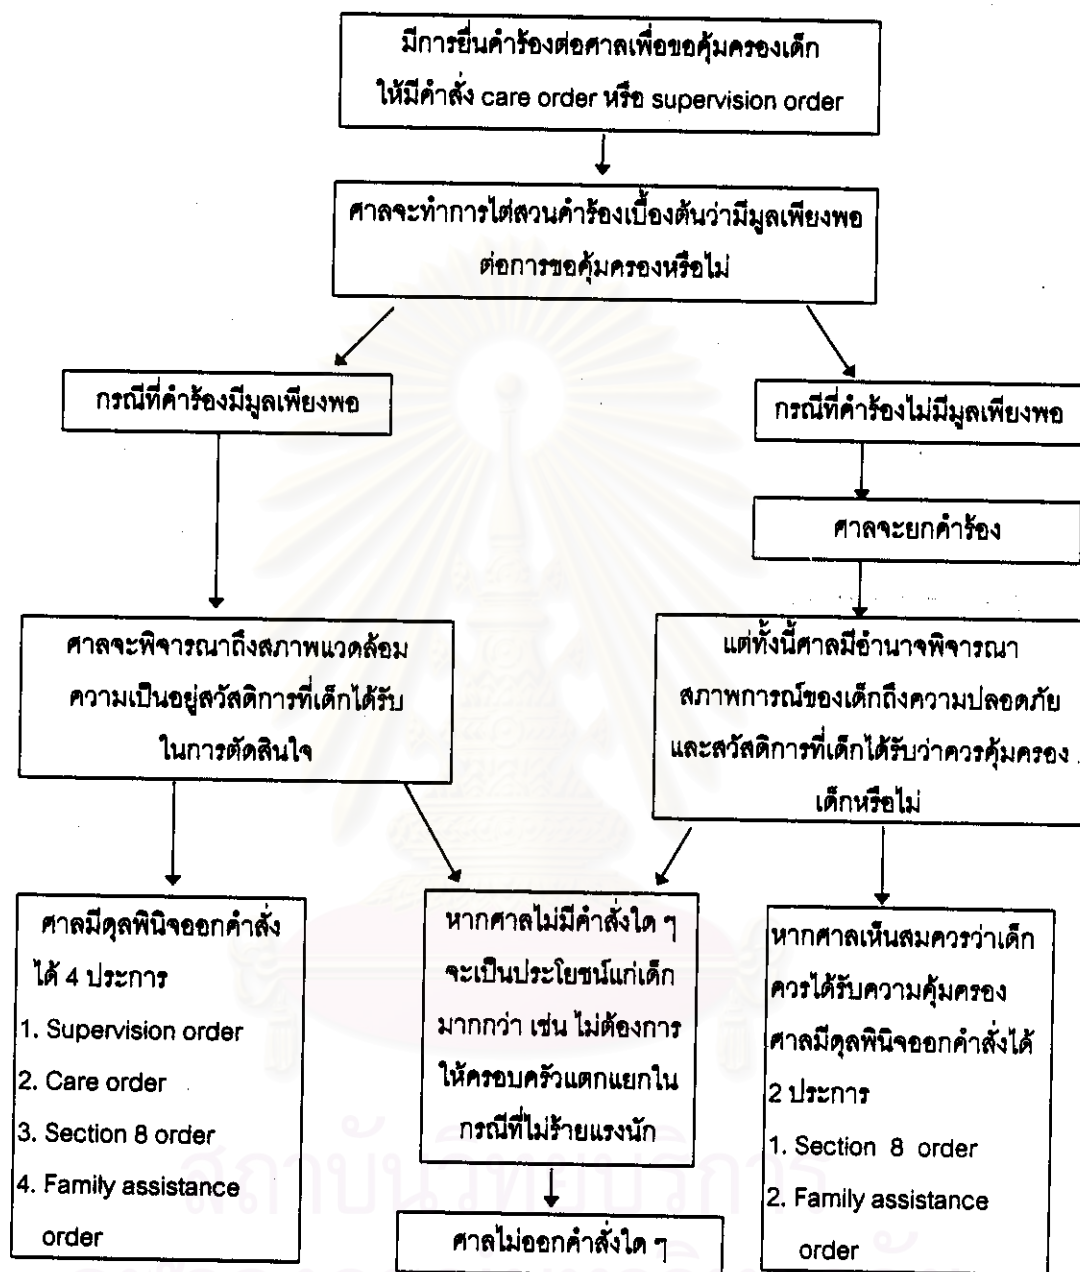 มีการยื่นคำร้องต่อศาลเพื่อขอคุ้มครองเด็ก
ให้มีคำสั่ง care order หรือ supervision order
ศาลจะทำการไต่สวนคำร้องเบื้องต้นว่ามีมูลเพียงพอ
ต่อการขอคุ้มครองหรือไม่
กรณีที่คำร้องมีมูลเพียงพอ
กรณีที่คำร้องไม่มีมูลเพียงพอ
ศาลจะยกคำร้อง
ศาลจะพิจารณาถึงสภาพแวดล้อม
ความเป็นอยู่สวัสดิการที่เด็กได้รับ
ในการตัดสินใจ
แต่ทั้งนี้ศาลมีอำนาจพิจารณา
สภาพการณ์ของเด็กถึงความปลอดภัย
และสวัสดิการที่เด็กได้รับว่าควรคุ้มครอง
เด็กหรือไม่
ศาลมีดุลพินิจออกคำสั่ง
ได้ 4 ประการ
1. Supervision order
2. Care order
3. Section 8 order
4. Family assistance
order
หากศาลไม่มีคำสั่งใด ๆ
จะเป็นประโยชน์แก่เด็ก
มากกว่า เช่น ไม่ต้องการ
ให้ครอบครัวแตกแยกใน
กรณีที่ไม่ร้ายแรงนัก
ศาลไม่ออกคำสั่งใด ๆ
หากศาลเห็นสมควรว่าเด็ก
ควรได้รับความคุ้มครอง
ศาลมีดุลพินิจออกคำสั่งได้
2 ประการ
1. Section 8 order
2. Family assistance
order
สถาบันวิทยบริการ